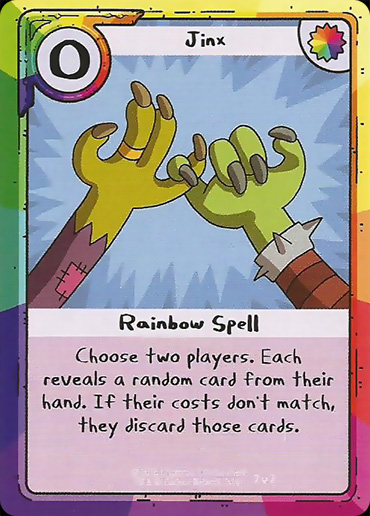 0
Jinx
Rainbow Spell
Choose two players. Each
reveals a random card from their
hand. If their costs don't match,
they discard those cards.